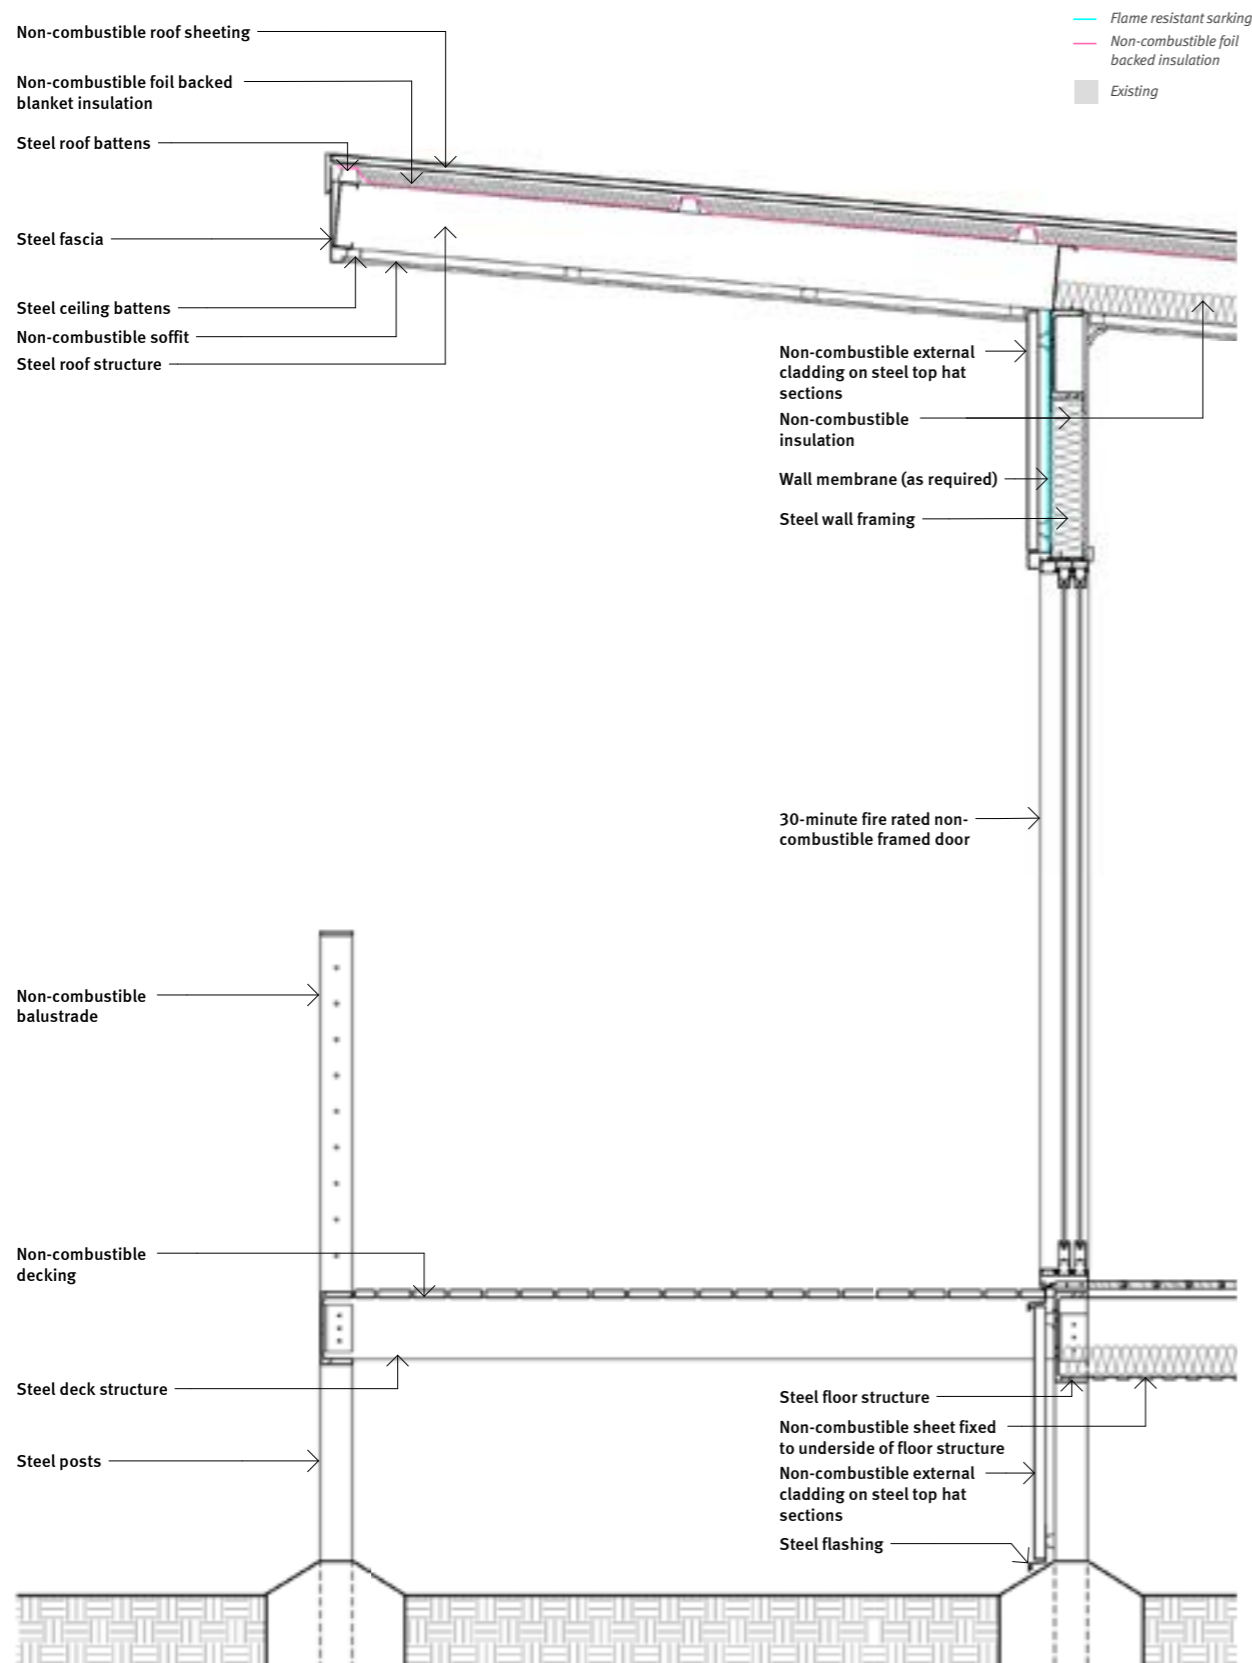 Flame resistant sarking
Non-combustible foil
backed insulation
Existing
Non-combustible roof sheeting
Non-combustible foil backed
blanket insulation
Steel roof battens
Steel fascia
Steel ceiling battens
Non-combustible soffit
Steel roof structure
Non-combustible external
cladding on steel top hat
sections
Non-combustible
insulation
Wall membrane (as required)
Steel wall framing
30-minute fire rated non-
combustible framed door
Non-combustible
balustrade
Non-combustible
decking
Steel deck structure
Steel posts
Steel floor structure
Non-combustible sheet fixed
to underside of floor structure
Non-combustible external
cladding on steel top hat
sections
Steel flashing